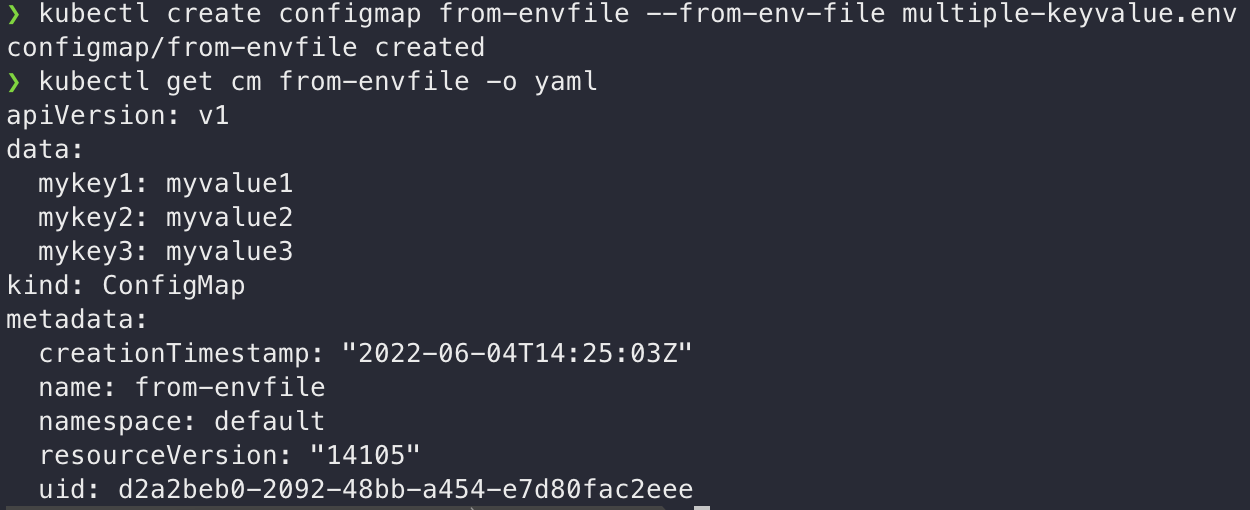 ❯ kubectl create configmap from-envfile --from-env-file multiple-keyvalue.env
configmap/from-envfile created
❯ kubectl get cm from-envfile -o yaml
apiVersion: v1
data:
  mykey1: myvalue1
  mykey2: myvalue2
  mykey3: myvalue3
kind: ConfigMap
metadata:
  creationTimestamp: "2022-06-04T14:25:03Z"
  name: from-envfile
  namespace: default
  resourceVersion: "14105"
  uid: d2a2beb0-2092-48bb-a454-e7d80fac2eee